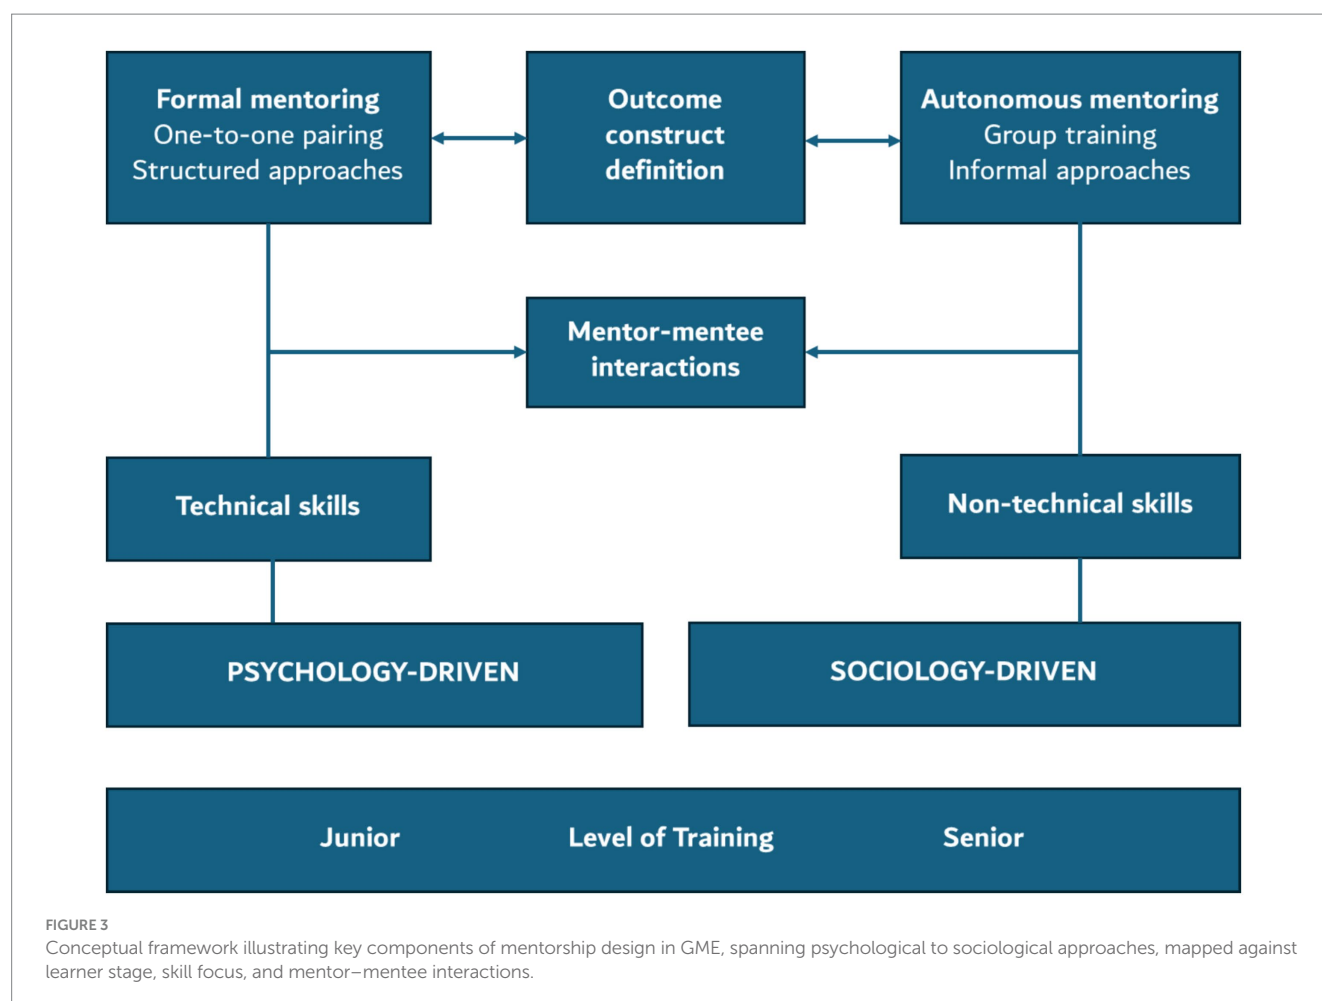 Formal mentoring
One-to-one pairing
Structured approaches
Outcome
construct
definition
Autonomous mentoring
Group training
Informal approaches
Mentor-mentee
interactions
Technical skills
Non-technical skills
PSYCHOLOGY-DRIVEN
SOCIOLOGY-DRIVEN
Junior
Level of Training
Senior
FIGURE 3
Conceptual framework illustrating key components of mentorship design in GME, spanning psychological to sociological approaches, mapped against
learner stage, skill focus, and mentor–mentee interactions.